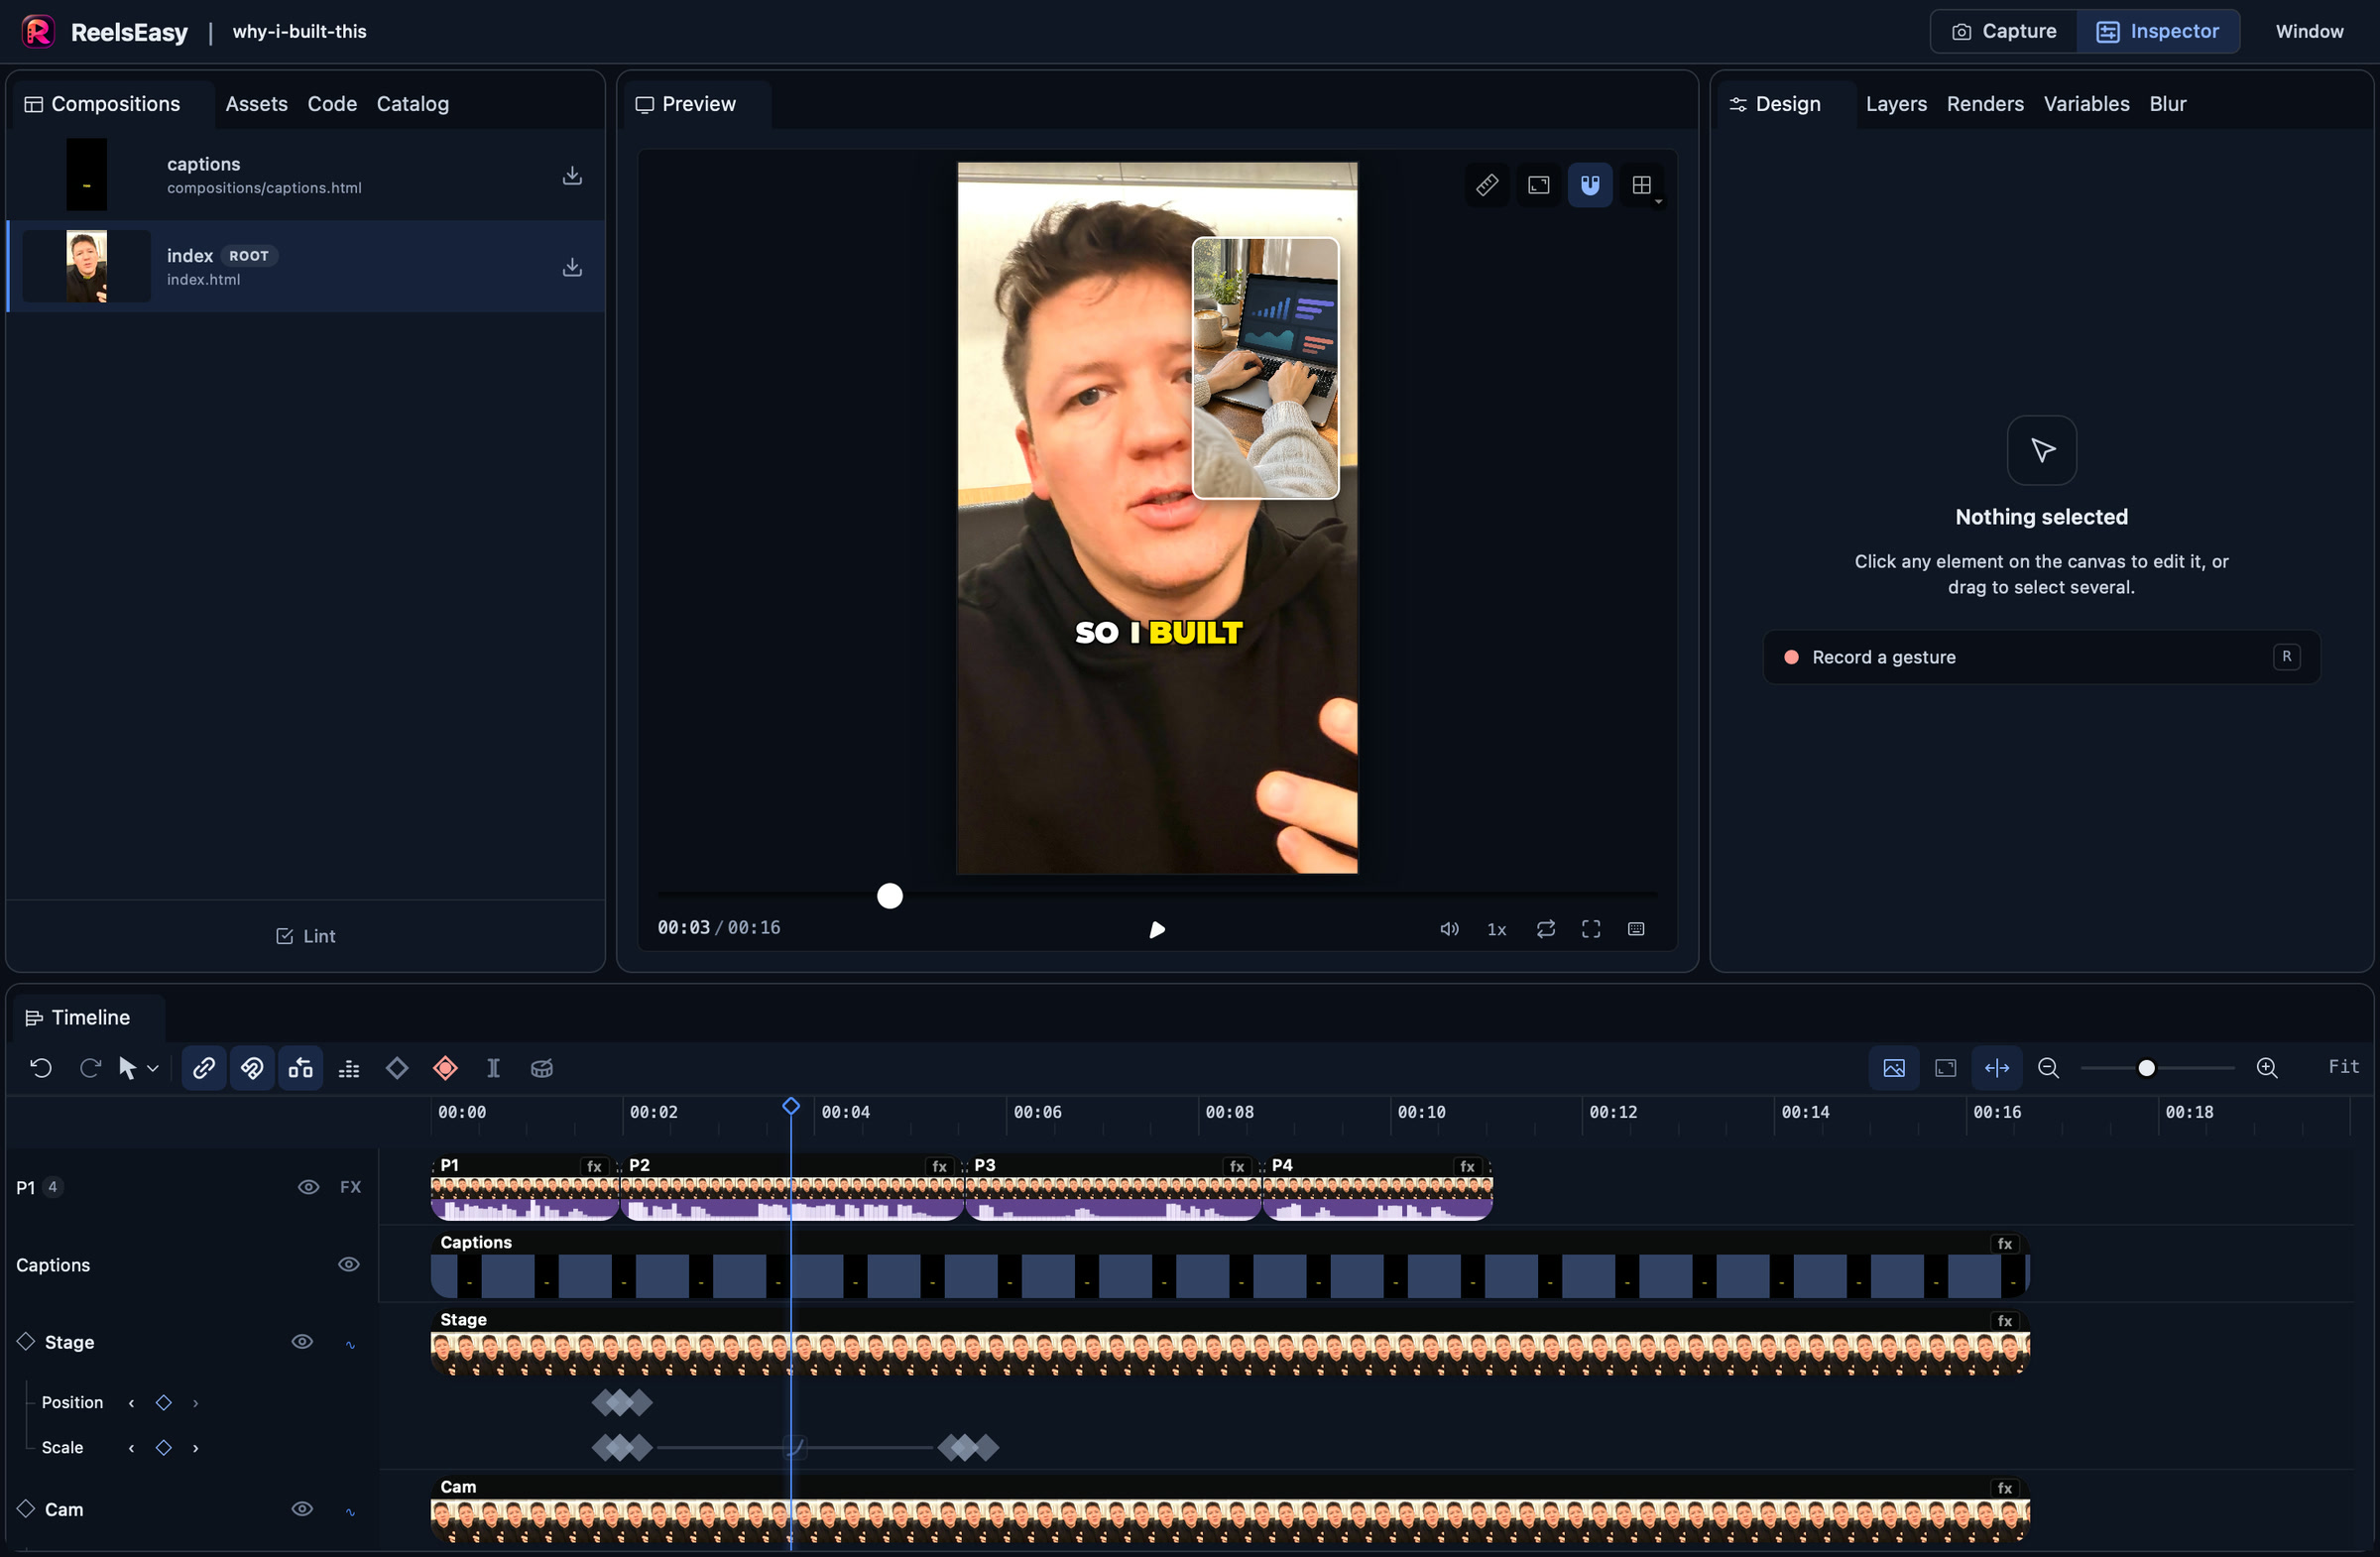 ReelsEasy | why-i-built-this
Capture
Inspector
Window
Compositions Assets Code Catalog
captions
compositions/captions.html
index ROOT
index.html
Lint
Preview
SO I BUILT
00:03 / 00:16
1x
Design Layers Renders Variables Blur
Nothing selected
Click any element on the canvas to edit it, or
drag to select several.
Record a gesture R
Timeline
Fit
00:00 00:02 00:04 00:06 00:08 00:10 00:12 00:14 00:16 00:18
P1 4 FX
P1 fx P2 fx P3 fx P4 fx
Captions
Captions fx
Stage
Stage fx
Position
Scale
Cam
Cam fx